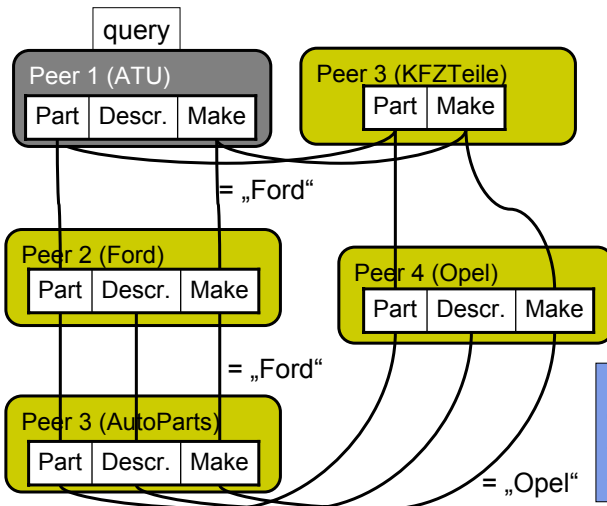 query
Peer 1 (ATU)
Part Descr. Make
Peer 3 (KFZTeile)
Part Make
= „Ford“
Peer 2 (Ford)
Part Descr. Make
Peer 4 (Opel)
Part Descr. Make
= „Ford“
Peer 3 (AutoParts)
Part Descr. Make
= „Opel“